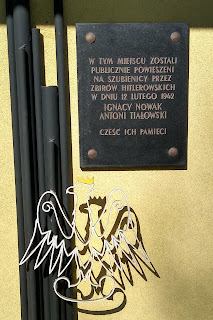 W TYM MIEJSCU ZOSTALI
PUBLICZNIE POWIESZENI
NA SZUBIENICY PRZEZ
ZBIRÓW HITLEROWSKICH
W DNIU 12 LUTEGO 1942
IGNACY NOWAK
ANTONI TIAŁOWSKI
CZEŚĆ ICH PAMIĘCI